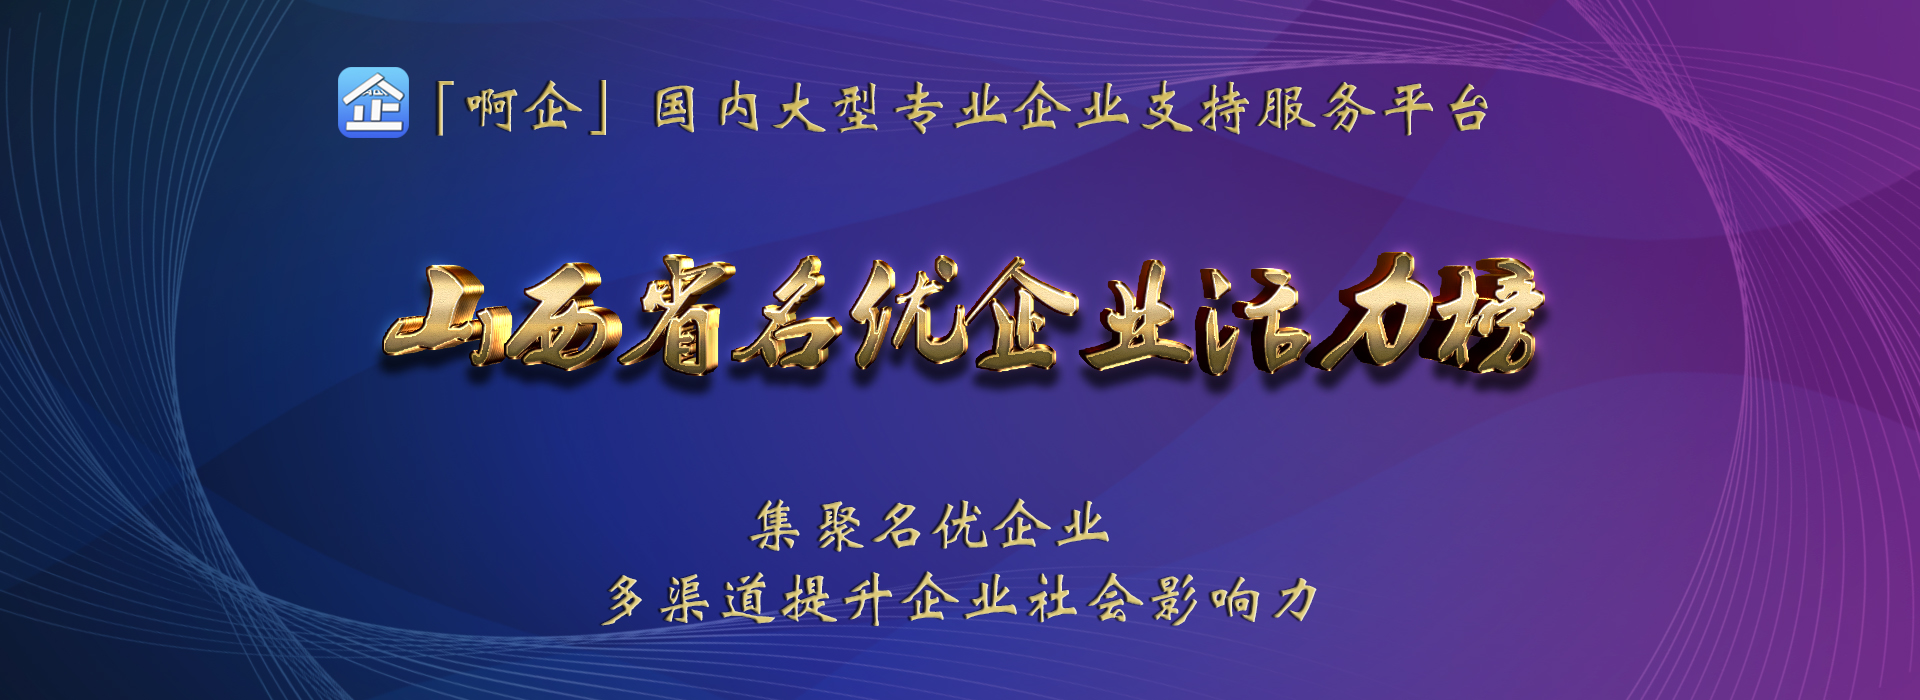 企「啊企」国内大型专业企业支持服务平台
山西省名优企业活力榜
集聚名优企业
多渠道提升企业社会影响力